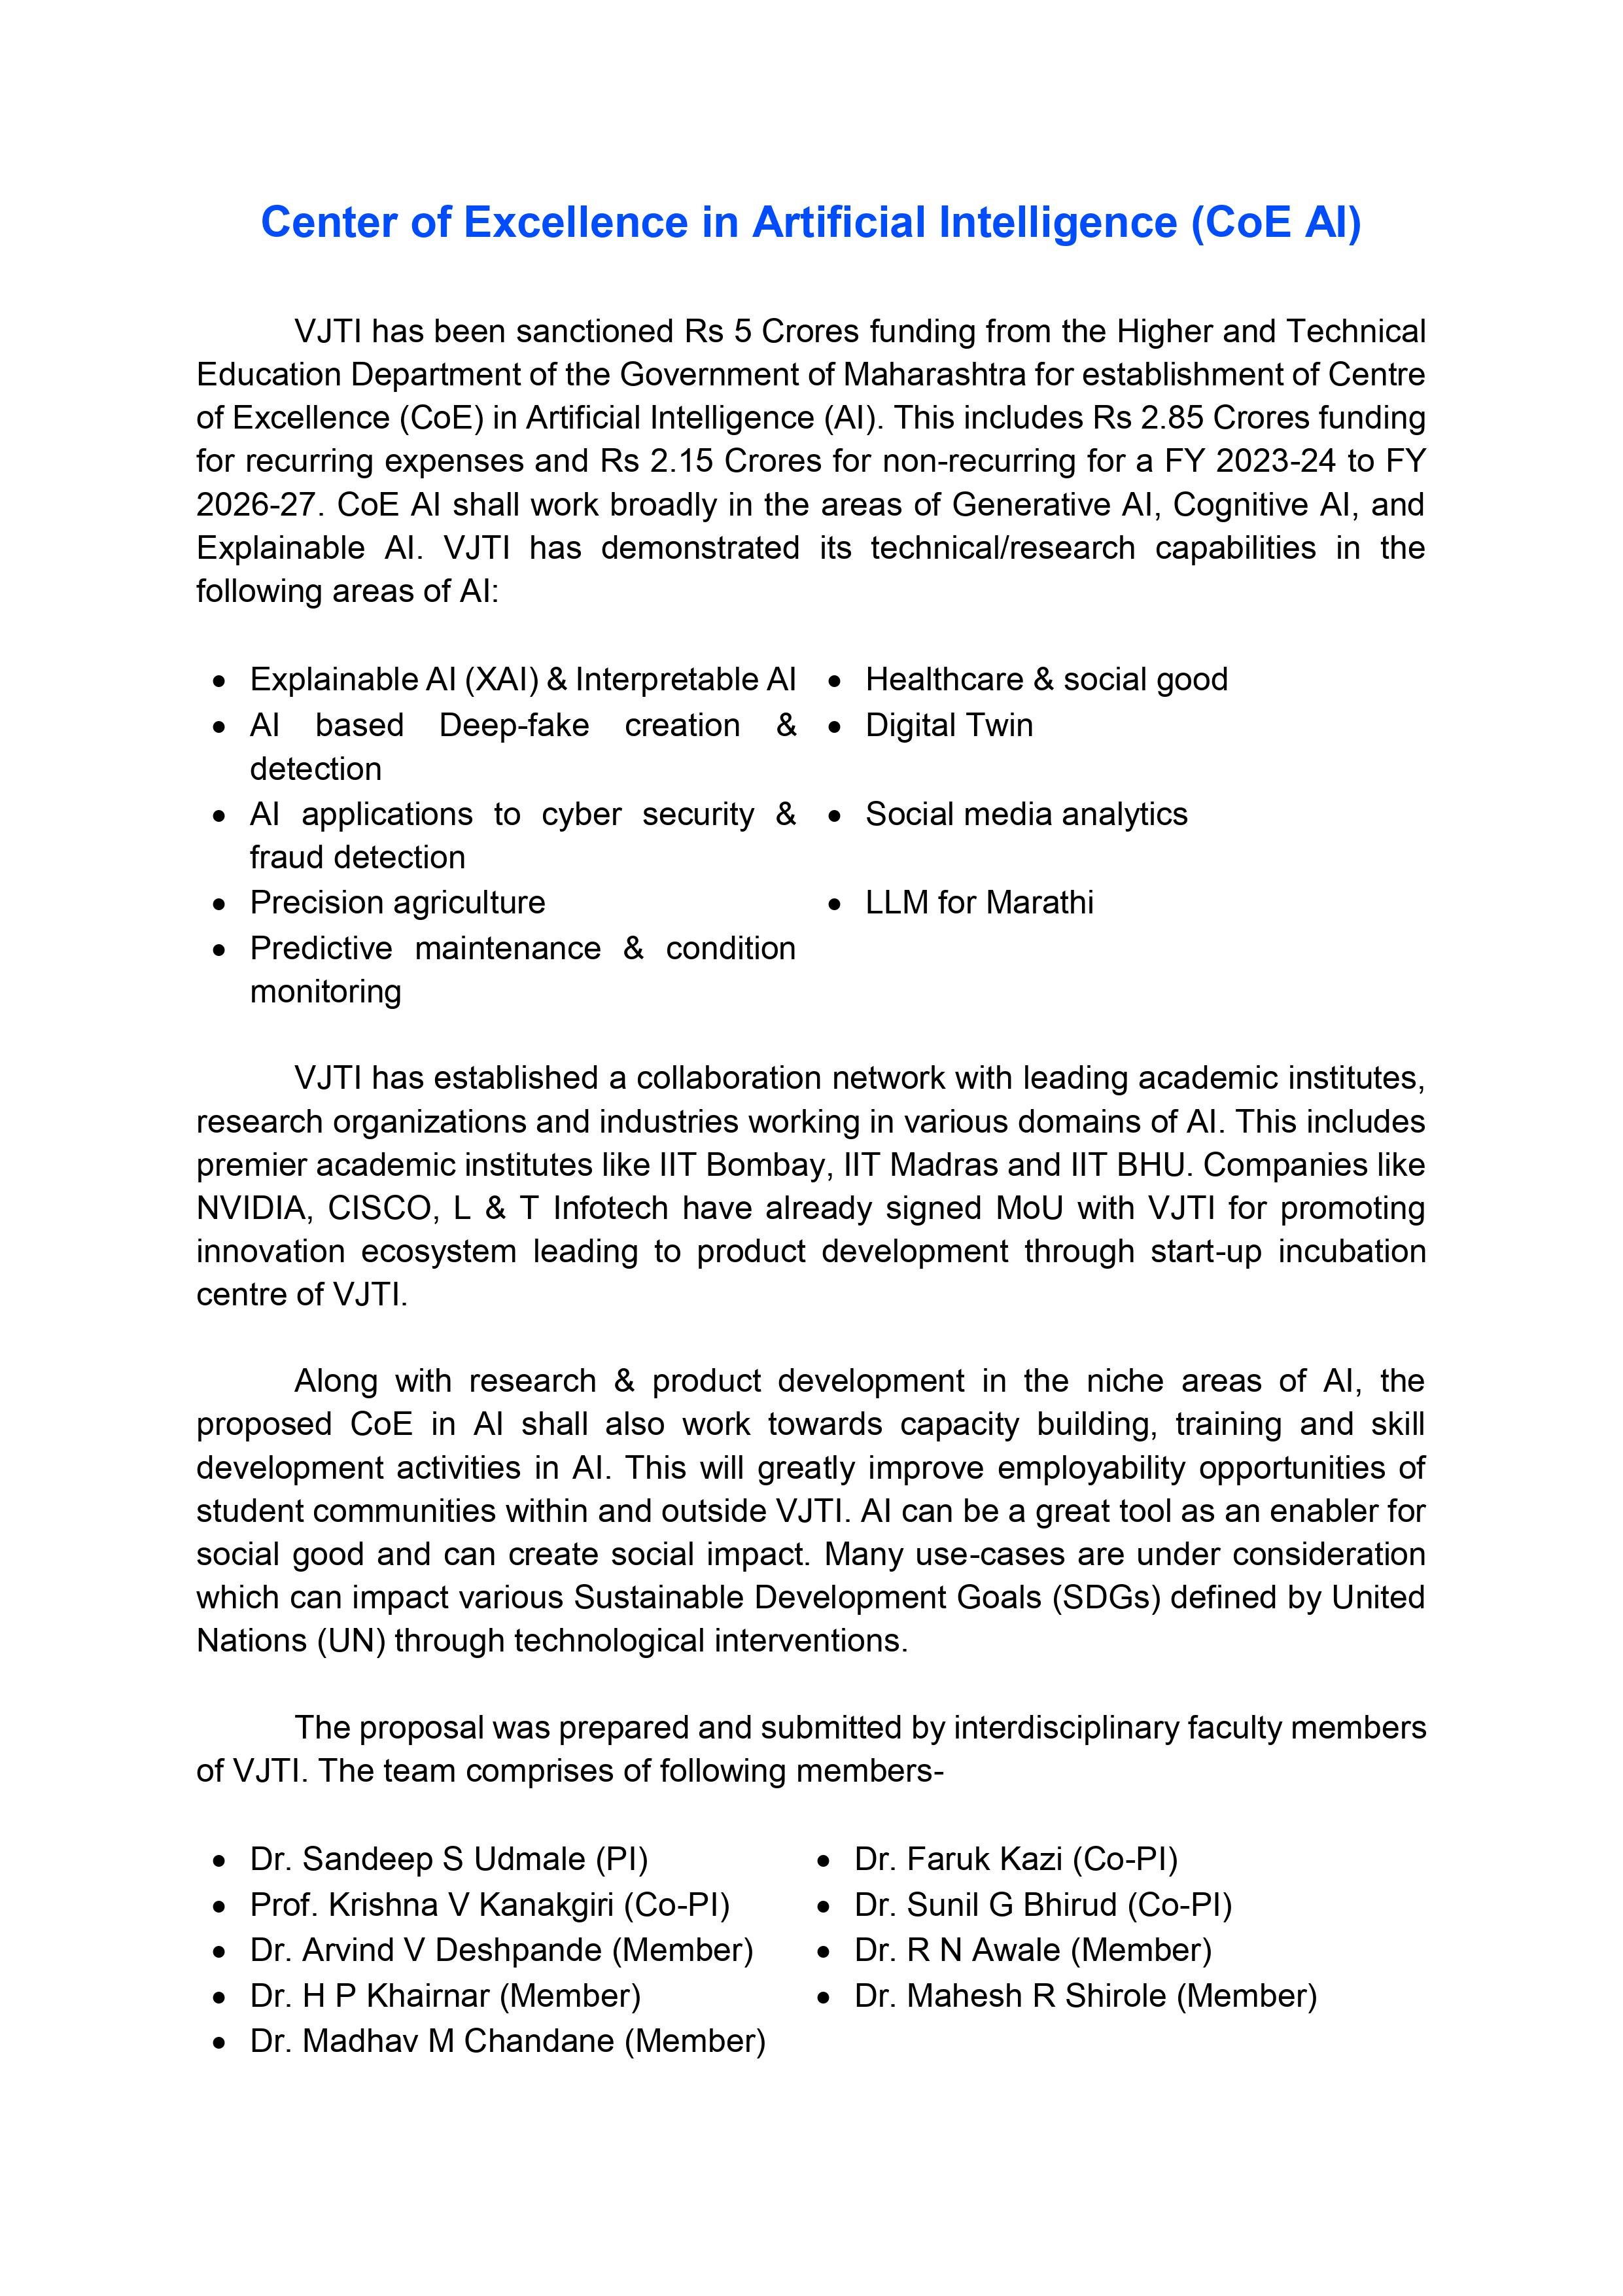 Center of Excellence in Artificial Intelligence (CoE AI)
VJTI has been sanctioned Rs 5 Crores funding from the Higher and Technical
Education Department of the Government of Maharashtra for establishment of Centre
of Excellence (CoE) in Artificial Intelligence (AI). This includes Rs 2.85 Crores funding
for recurring expenses and Rs 2.15 Crores for non-recurring for a FY 2023-24 to FY
2026-27. CoE AI shall work broadly in the areas of Generative AI, Cognitive AI, and
Explainable AI. VJTI has demonstrated its technical/research capabilities in the
following areas of AI:
• Explainable AI (XAI) & Interpretable AI
• AI based Deep-fake creation &
detection
• AI applications to cyber security &
fraud detection
• Precision agriculture
• Predictive maintenance & condition
monitoring
• Healthcare & social good
• Digital Twin
• Social media analytics
• LLM for Marathi
VJTI has established a collaboration network with leading academic institutes,
research organizations and industries working in various domains of AI. This includes
premier academic institutes like IIT Bombay, IIT Madras and IIT BHU. Companies like
NVIDIA, CISCO, L & T Infotech have already signed MoU with VJTI for promoting
innovation ecosystem leading to product development through start-up incubation
centre of VJTI.
Along with research & product development in the niche areas of AI, the
proposed CoE in AI shall also work towards capacity building, training and skill
development activities in AI. This will greatly improve employability opportunities of
student communities within and outside VJTI. AI can be a great tool as an enabler for
social good and can create social impact. Many use-cases are under consideration
which can impact various Sustainable Development Goals (SDGs) defined by United
Nations (UN) through technological interventions.
The proposal was prepared and submitted by interdisciplinary faculty members
of VJTI. The team comprises of following members-
• Dr. Sandeep S Udmale (PI)
• Prof. Krishna V Kanakgiri (Co-PI)
• Dr. Arvind V Deshpande (Member)
• Dr. H P Khairnar (Member)
• Dr. Madhav M Chandane (Member)
• Dr. Faruk Kazi (Co-PI)
• Dr. Sunil G Bhirud (Co-PI)
• Dr. R N Awale (Member)
• Dr. Mahesh R Shirole (Member)